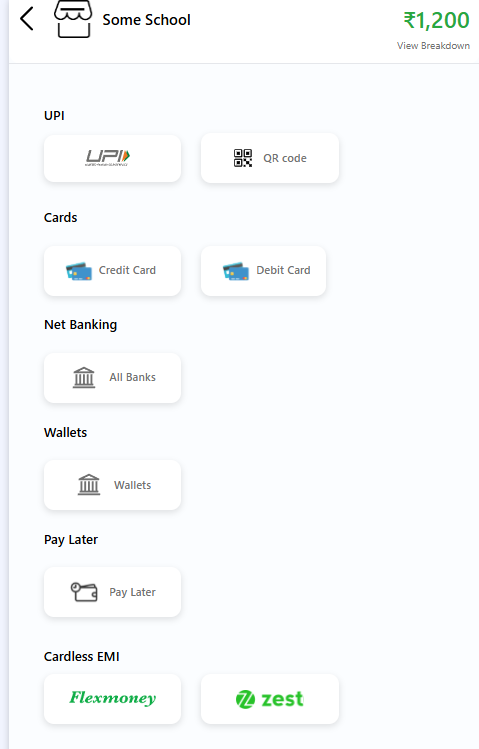 Some School
₹1,200
View Breakdown
UPI
UPI
QR code
Cards
Credit Card
Debit Card
Net Banking
All Banks
Wallets
Wallets
Pay Later
Pay Later
Cardless EMI
Flexmoney
zest